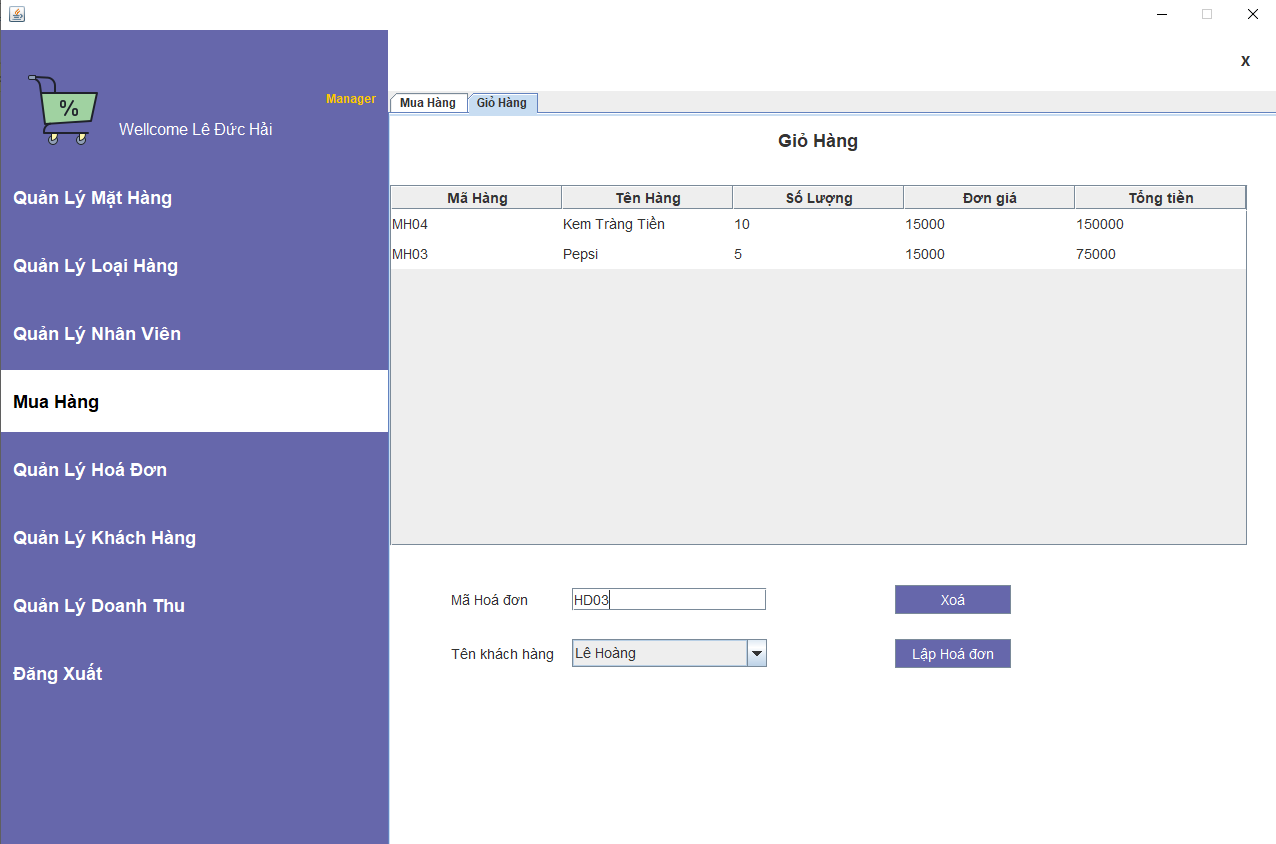 X
%
Manager
Wellcome Lê Đức Hải
Quản Lý Mặt Hàng
Quản Lý Loại Hàng
Quản Lý Nhân Viên
Mua Hàng
Quản Lý Hoá Đơn
Quản Lý Khách Hàng
Quản Lý Doanh Thu
Đăng Xuất
Mua Hàng Giỏ Hàng
Giỏ Hàng
Mã Hàng Tên Hàng Số Lượng Đơn giá Tổng tiền
MH04 Kem Tràng Tiền 10 15000 150000
MH03 Pepsi 5 15000 75000
Mã Hoá đơn HD03 Xoá
Tên khách hàng Lê Hoàng Lập Hoá đơn